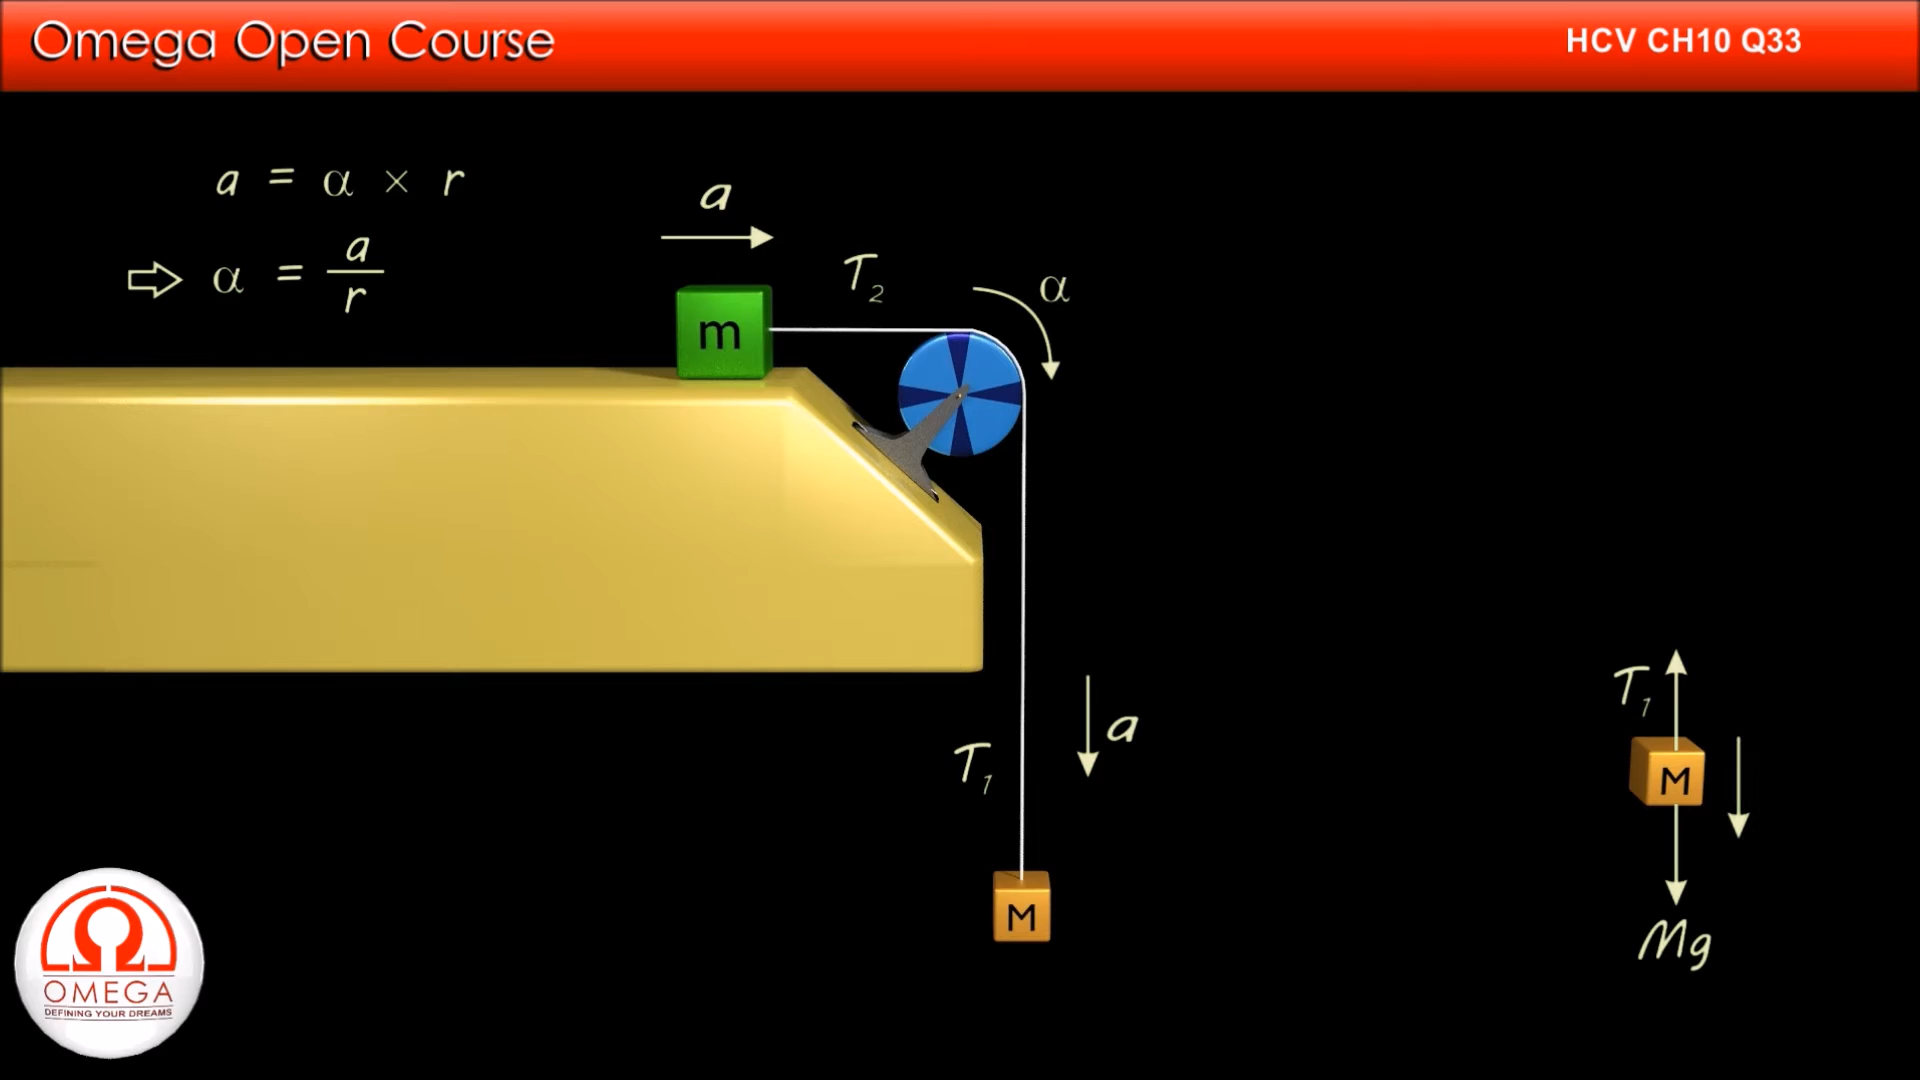 Omega Open Course
HCV CH10 Q33
a = α × r
⇨ α = a/r
a
T₂
α
m
a
T₁
M
T₁
M
Mg
OMEGA
DEFINING YOUR DREAMS